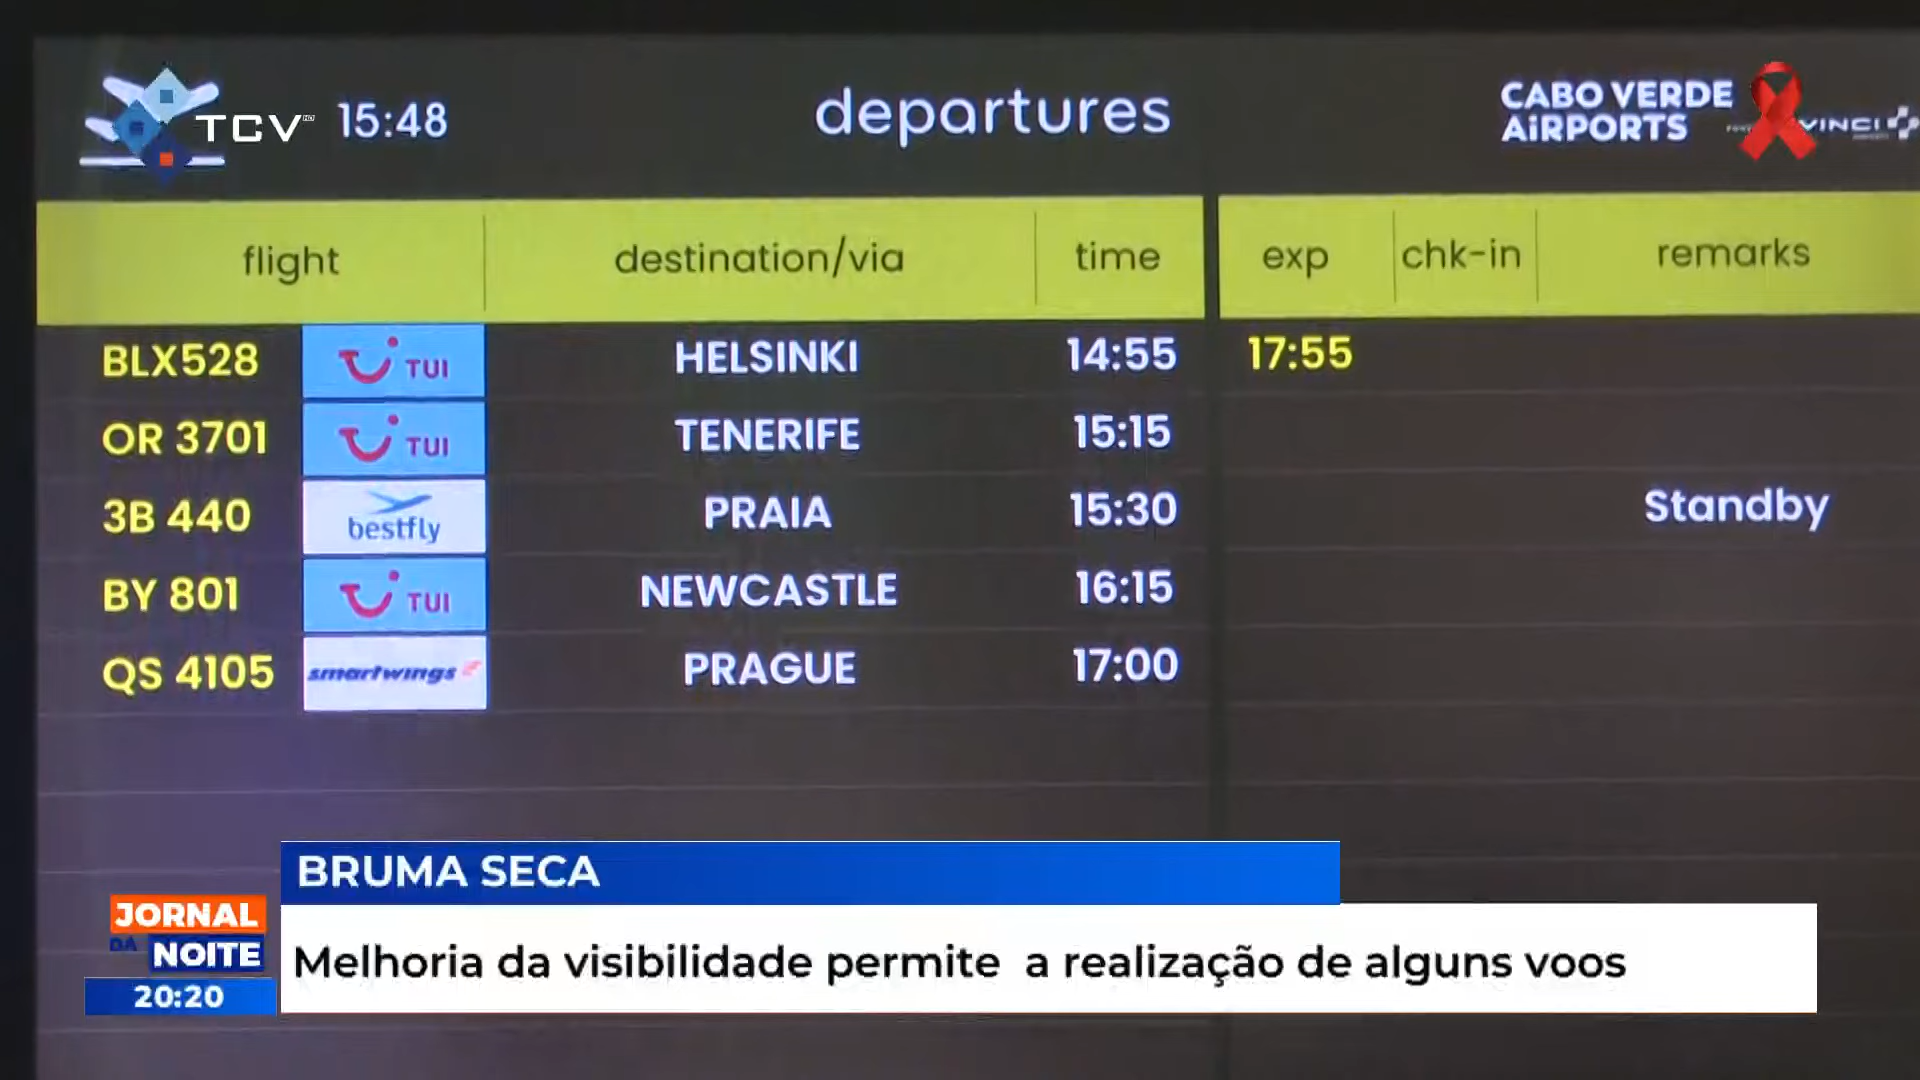 TCV 15:48 departures CABO VERDE
AiRPORTS VINCI
flight destination/via time exp chk-in remarks
BLX528 TUI HELSINKI 14:55 17:55
OR 3701 TUI TENERIFE 15:15
3B 440 bestfly PRAIA 15:30 Standby
BY 801 TUI NEWCASTLE 16:15
QS 4105 smartwings PRAGUE 17:00
BRUMA SECA
JORNAL
DA NOITE
Melhoria da visibilidade permite a realização de alguns voos
20:20